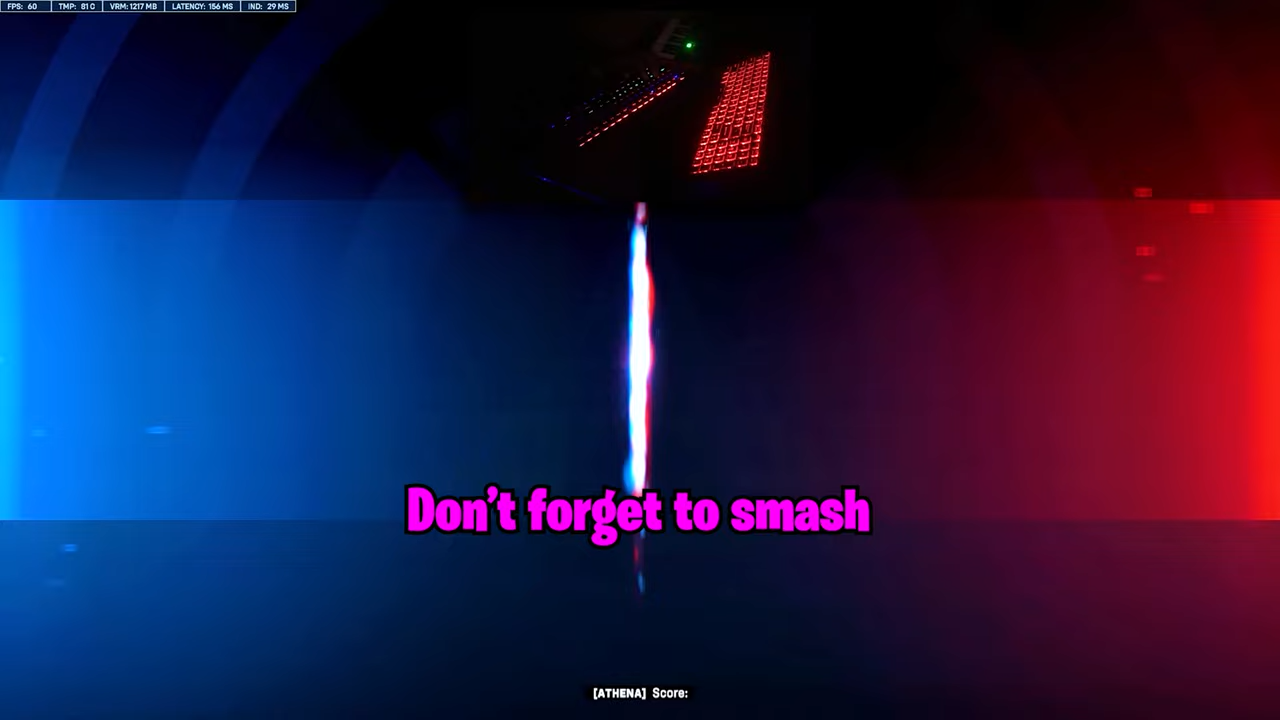 FPS: 60 TMP: 81 C VRM: 1217 MB LATENCY: 156 MS IND: 29 MS
Don't forget to smash
[ATHENA] Score: